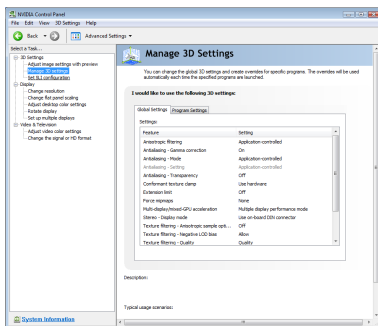 NVIDIA Control Panel
File Edit View 3D Settings Help
Back
Advanced Settings
Select a Task...
3D Settings
Adjust image settings with preview
Manage 3D settings
Set SLI configuration
Display
Change resolution
Change flat panel scaling
Adjust desktop color settings
Rotate display
Set up multiple displays
Video & Television
Adjust video color settings
Change the signal or HD format
System Information
Manage 3D Settings
You can change the global 3D settings and create overrides for specific programs. The overrides will be used
automatically each time the specified programs are launched.
I would like to use the following 3D settings:
Global Settings Program Settings
Settings:
Feature Setting
Anisotropic filtering Application-controlled
Antialiasing - Gamma correction On
Antialiasing - Mode Application-controlled
Antialiasing - Setting Application-controlled
Antialiasing - Transparency Off
Conformant texture clamp Use hardware
Extension limit Off
Force mipmaps None
Multi-display/mixed-GPU acceleration Multiple display performance mode
Stereo - Display mode Use on-board DIN connector
Texture filtering - Anisotropic sample opti... Off
Texture filtering - Negative LOD bias Allow
Texture filtering - Quality Quality
Description:
Typical usage scenarios: